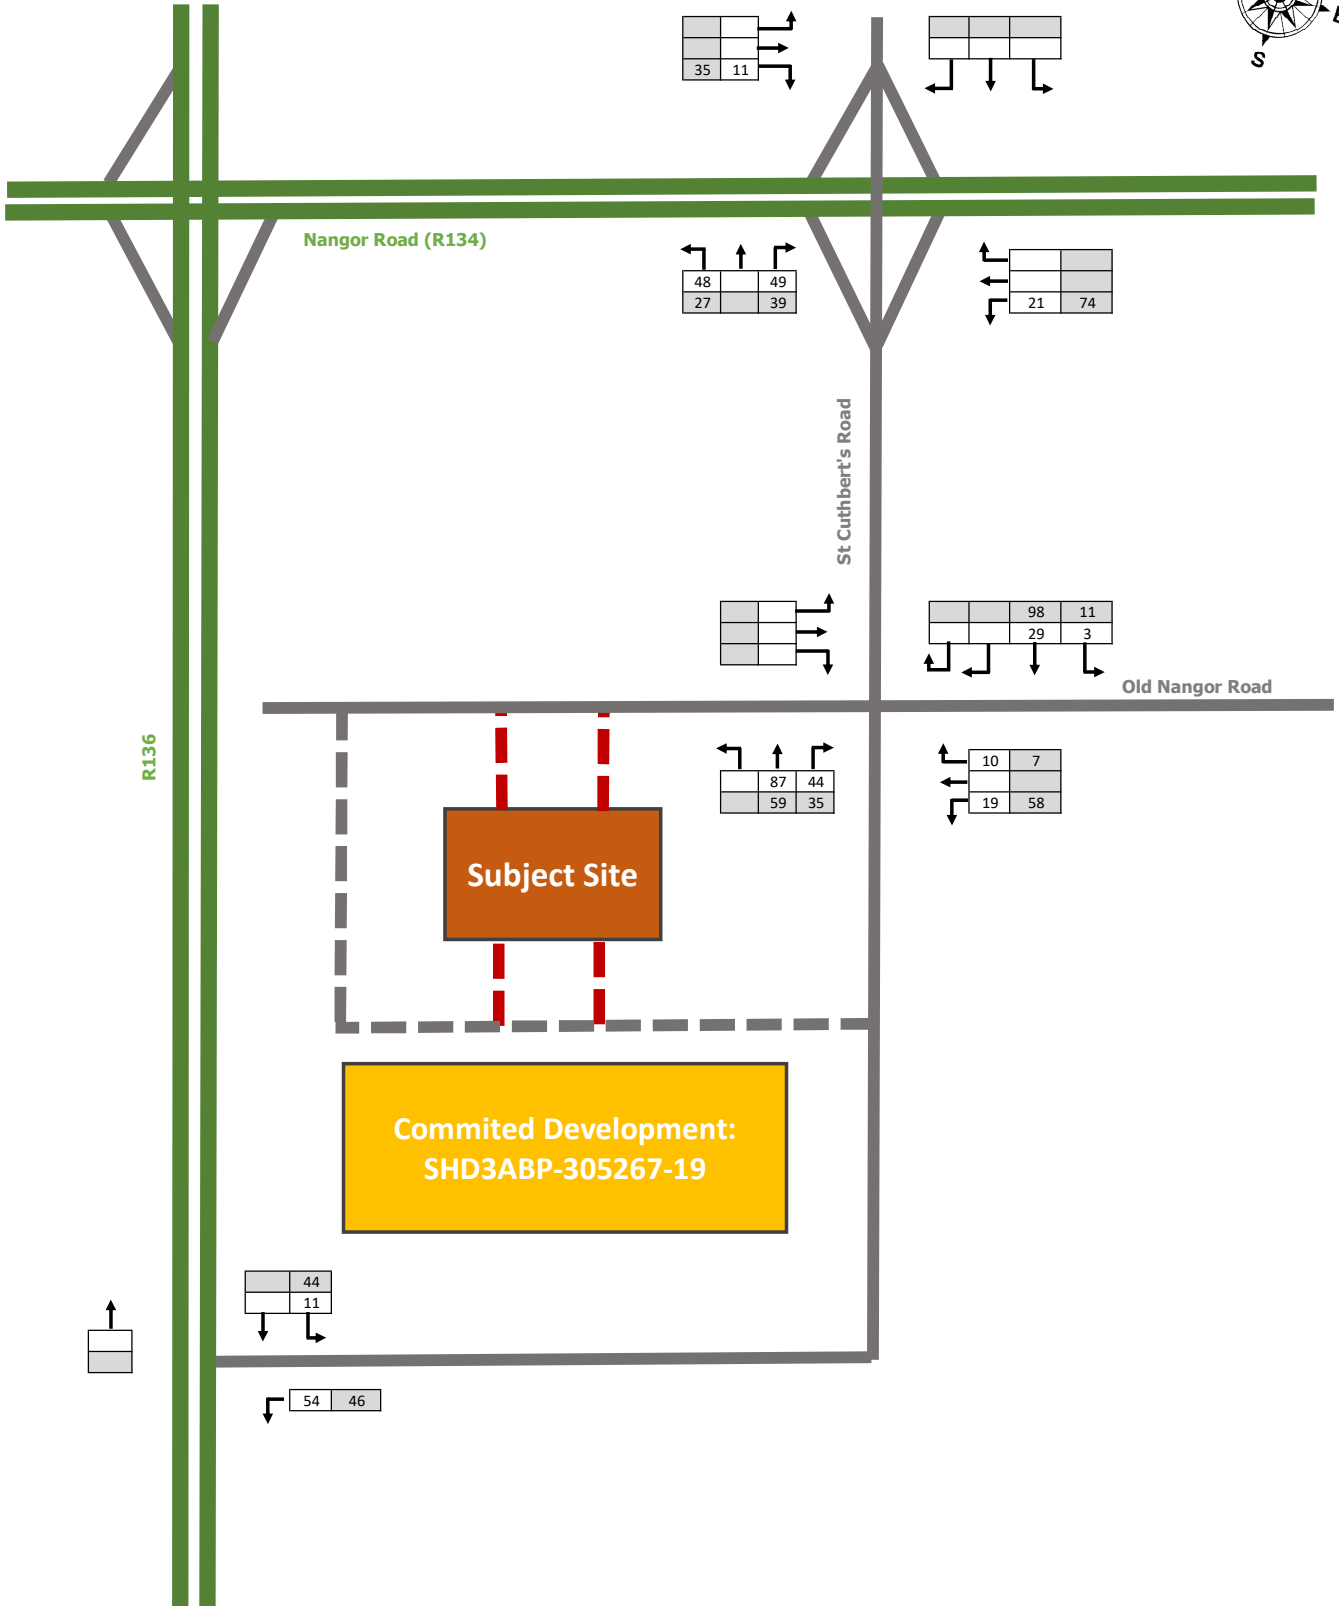 E
S
35 11
Nangor Road (R134)
48 49
27 39
21 74
St Cuthbert's Road
98 11
29 3
Old Nangor Road
R136
87 44
59 35
10 7
19 58
Subject Site
Commited Development:
SHD3ABP-305267-19
44
11
54 46